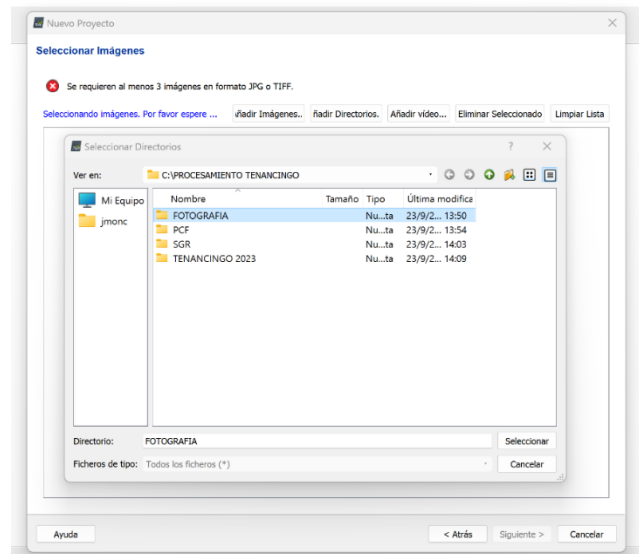 Nuevo Proyecto
Seleccionar Imágenes
Se requieren al menos 3 imágenes en formato JPG o TIFF.
Seleccionando imágenes. Por favor espere ... ñadir Imágenes.. ñadir Directorios. Añadir vídeo... Eliminar Seleccionado Limpiar Lista
Seleccionar Directorios ?
Ver en: C:\PROCESAMIENTO TENANCINGO
Mi Equipo
jmonc
Nombre Tamaño Tipo Última modifica
FOTOGRAFIA Nu...ta 23/9/2... 13:50
PCF Nu...ta 23/9/2... 13:54
SGR Nu...ta 23/9/2... 14:03
TENANCINGO 2023 Nu...ta 23/9/2... 14:09
Directorio: FOTOGRAFIA Seleccionar
Ficheros de tipo: Todos los ficheros (*) Cancelar
Ayuda < Atrás Siguiente > Cancelar